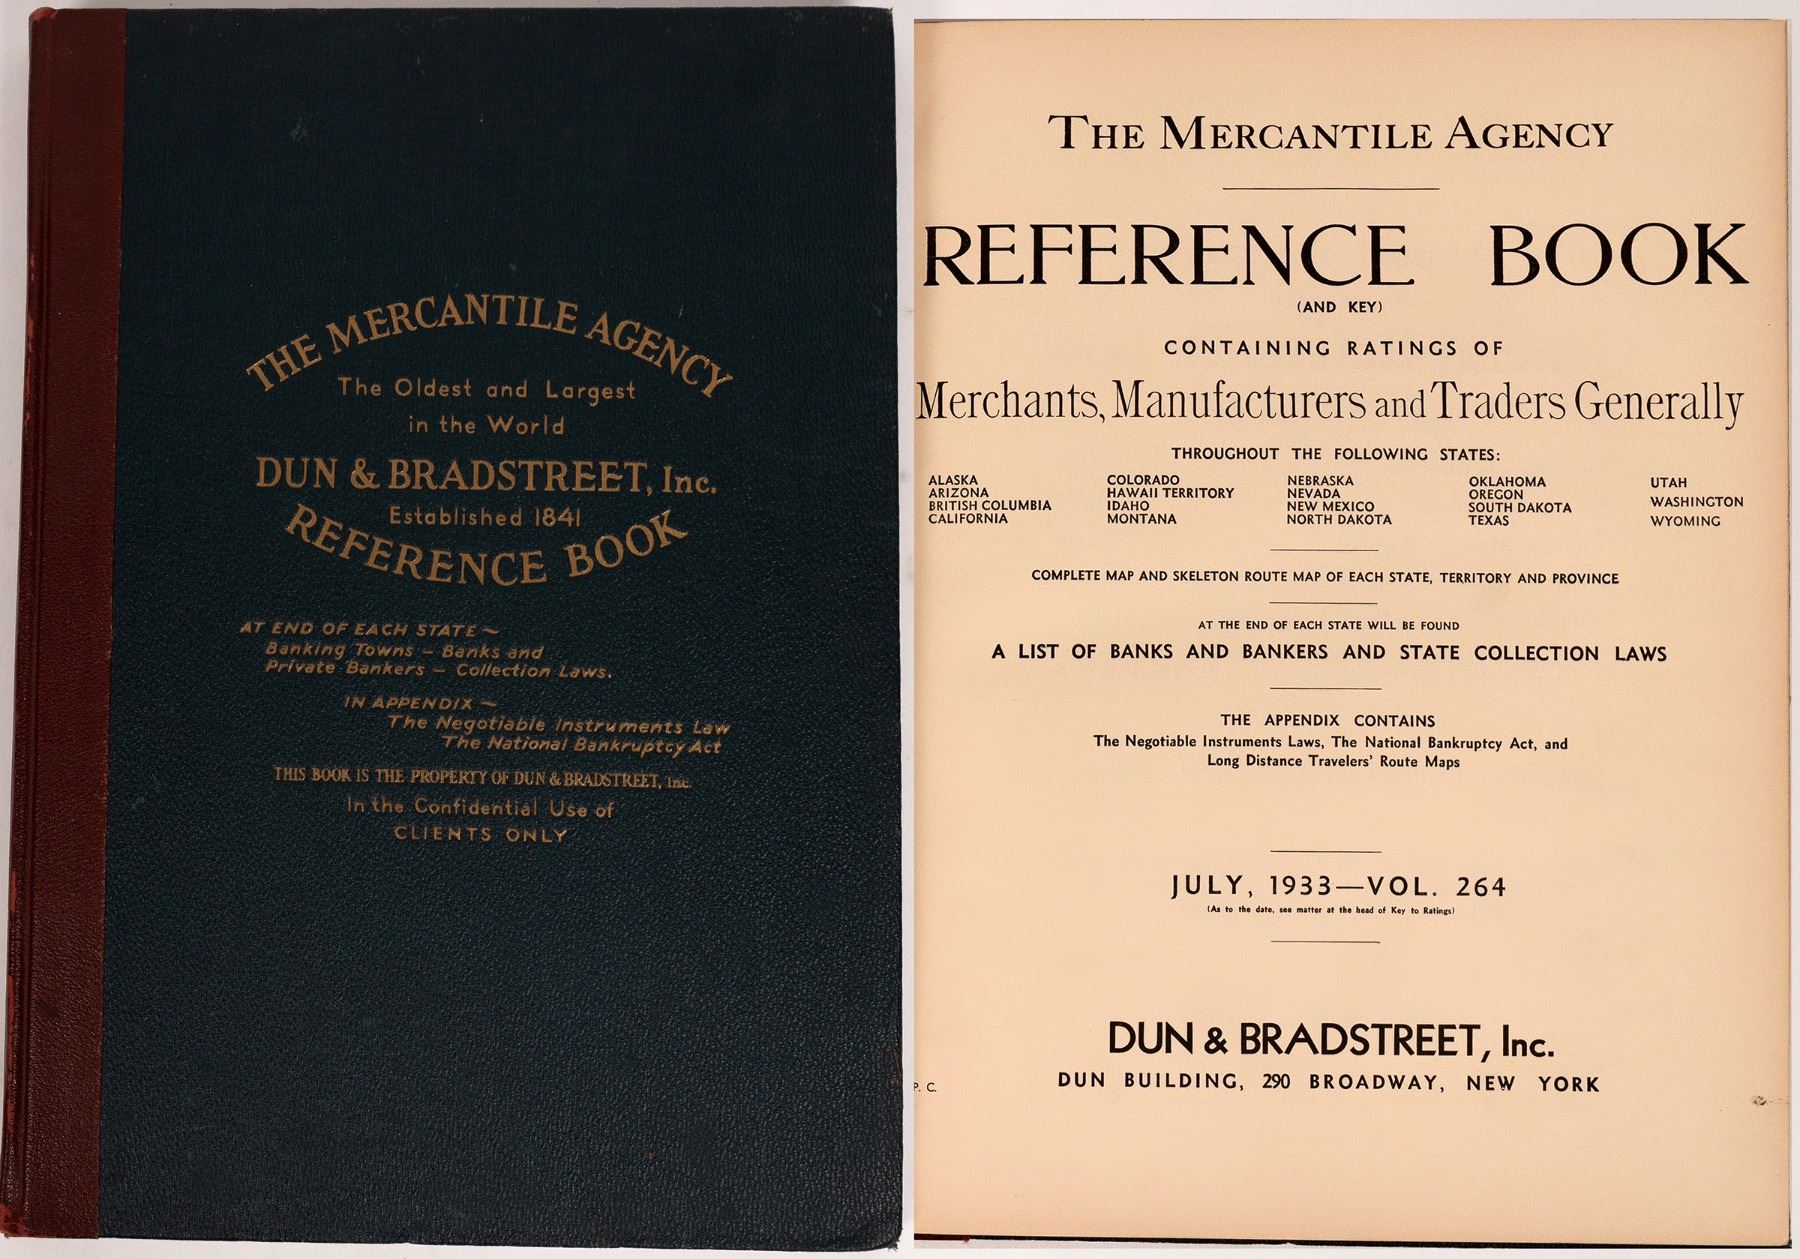 THE MERCANTILE AGENCY
The Oldest and Largest
in the World
DUN & BRADSTREET, Inc.
Established 1841
REFERENCE BOOK
AT END OF EACH STATE ~
Banking Towns – Banks and
Private Bankers – Collection Laws.
IN APPENDIX ~
The Negotiable Instruments Law
The National Bankruptcy Act
THIS BOOK IS THE PROPERTY OF DUN & BRADSTREET, Inc.
In the Confidential Use of
CLIENTS ONLY
THE MERCANTILE AGENCY
REFERENCE BOOK
(AND KEY)
CONTAINING RATINGS OF
Merchants, Manufacturers and Traders Generally
THROUGHOUT THE FOLLOWING STATES:
ALASKA
ARIZONA
BRITISH COLUMBIA
CALIFORNIA
COLORADO
HAWAII TERRITORY
IDAHO
MONTANA
NEBRASKA
NEVADA
NEW MEXICO
NORTH DAKOTA
OKLAHOMA
OREGON
SOUTH DAKOTA
TEXAS
UTAH
WASHINGTON
WYOMING
COMPLETE MAP AND SKELETON ROUTE MAP OF EACH STATE, TERRITORY AND PROVINCE
AT THE END OF EACH STATE WILL BE FOUND
A LIST OF BANKS AND BANKERS AND STATE COLLECTION LAWS
THE APPENDIX CONTAINS
The Negotiable Instruments Laws, The National Bankruptcy Act, and
Long Distance Travelers' Route Maps
JULY, 1933—VOL. 264
(As to the date, see matter at the head of Key to Ratings)
DUN & BRADSTREET, Inc.
DUN BUILDING, 290 BROADWAY, NEW YORK
P. C.